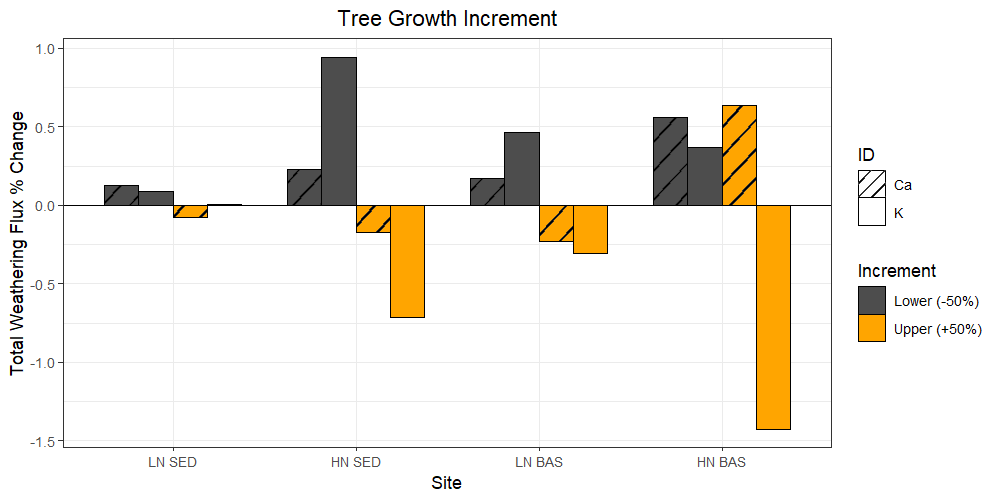 Tree Growth Increment
Total Weathering Flux % Change
1.0
0.5
0.0
-0.5
-1.0
-1.5
LN SED
HN SED
LN BAS
HN BAS
Site
ID
Ca
K
Increment
Lower (-50%)
Upper (+50%)